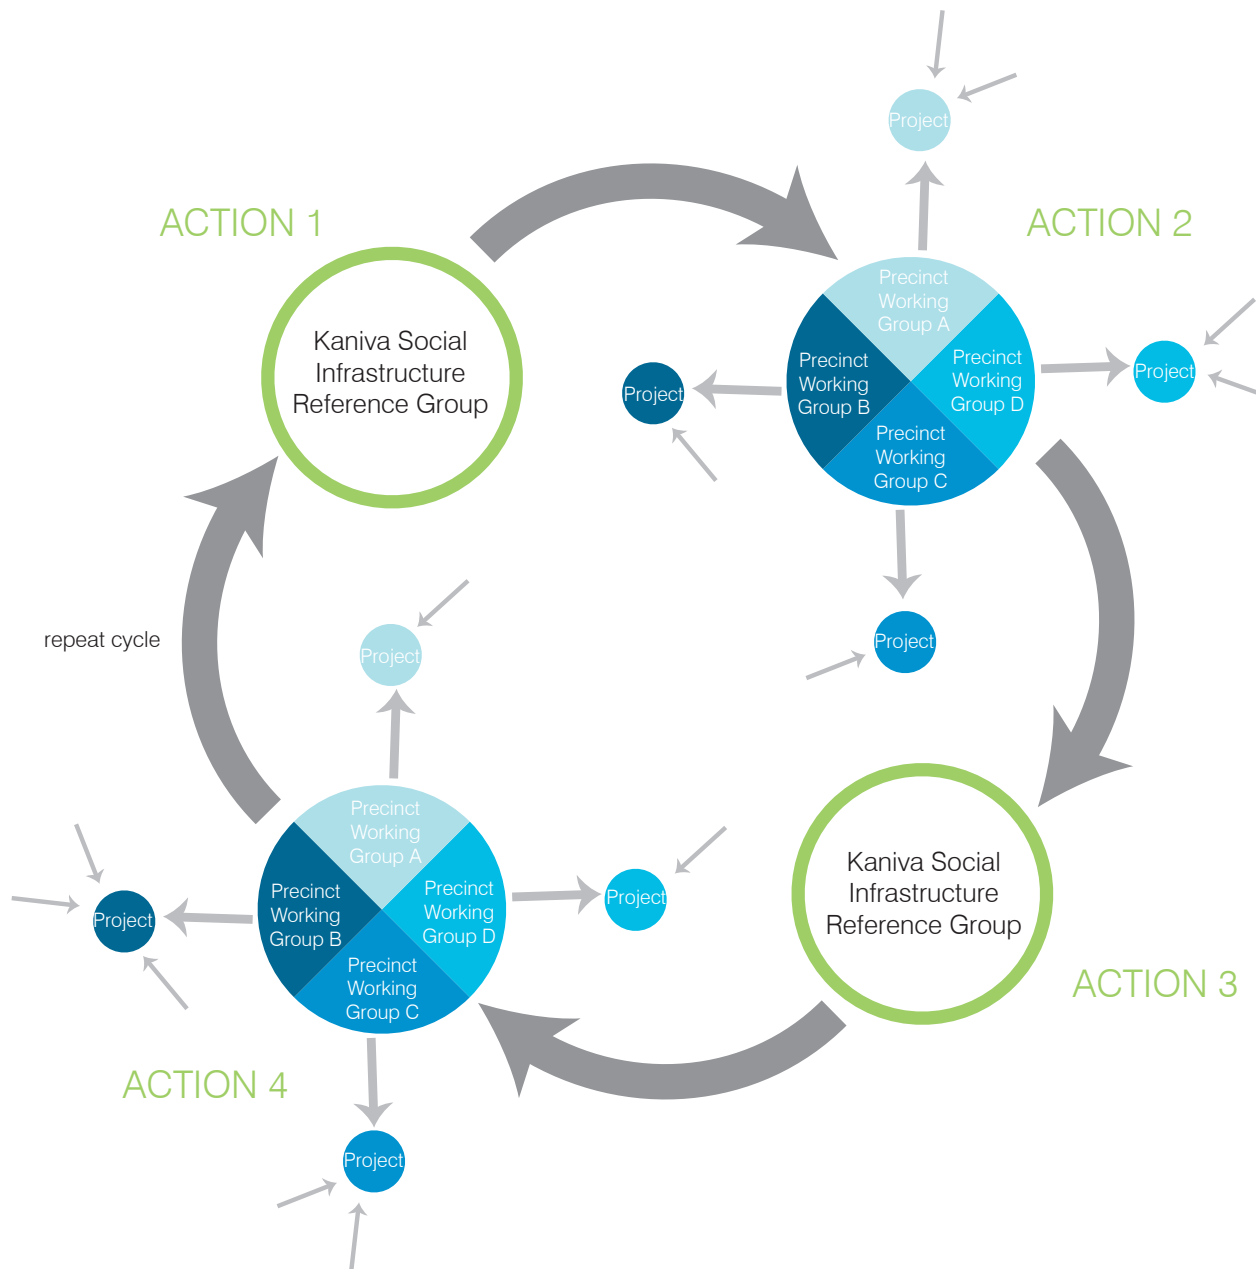 Project
ACTION 1
ACTION 2
Kaniva Social
Infrastructure
Reference Group
Precinct
Working
Group A
Precinct
Working
Group B
Precinct
Working
Group D
Precinct
Working
Group C
Project
Project
Project
repeat cycle
Project
Precinct
Working
Group A
Precinct
Working
Group B
Precinct
Working
Group D
Precinct
Working
Group C
Project
Project
Kaniva Social
Infrastructure
Reference Group
ACTION 3
ACTION 4
Project